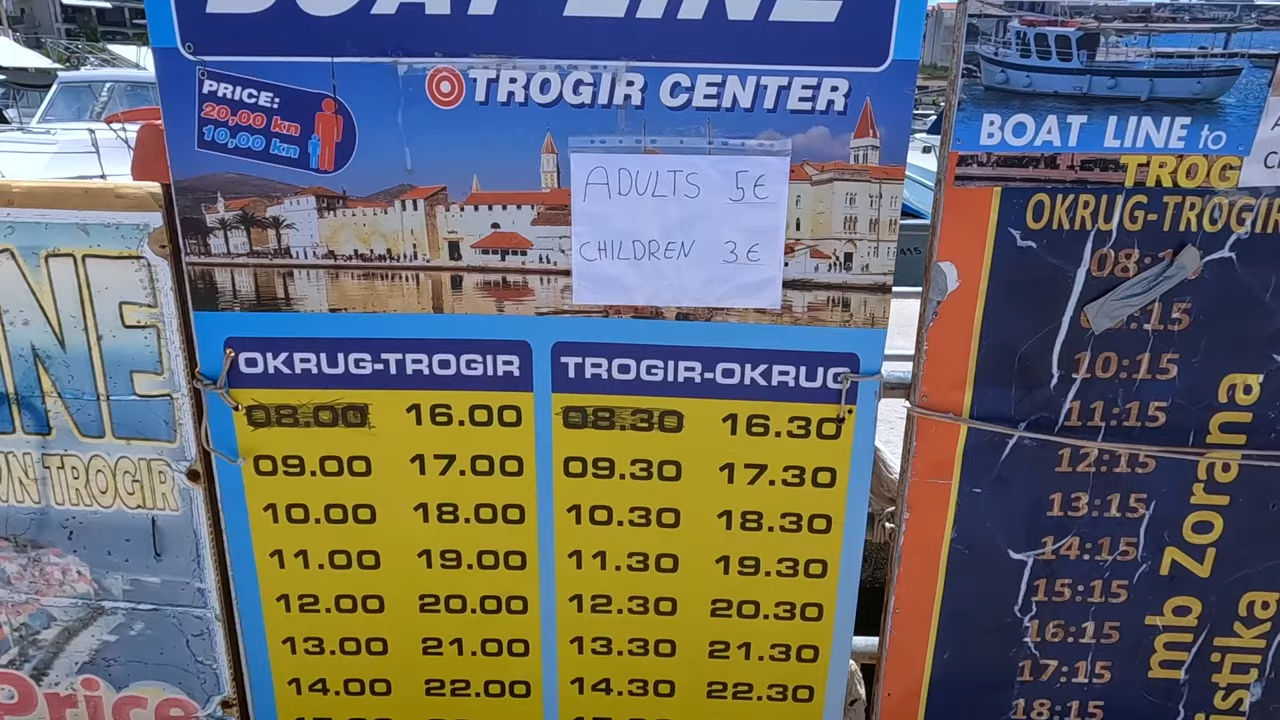 NE
WN TROGIR
Price
BOAT LINE
TROGIR CENTER
PRICE:
20,00 kn
10,00 kn
ADULTS 5€
CHILDREN 3€
OKRUG-TROGIR
08.00 16.00
09.00 17.00
10.00 18.00
11.00 19.00
12.00 20.00
13.00 21.00
14.00 22.00
TROGIR-OKRUG
08.30 16.30
09.30 17.30
10.30 18.30
11.30 19.30
12.30 20.30
13.30 21.30
14.30 22.30
415
BOAT LINE to
TROG
OKRUG-TROGIR
10:15
11:15
12:15
13:15
14:15
15:15
16:15
17:15
18:15
mb Zorana
stika